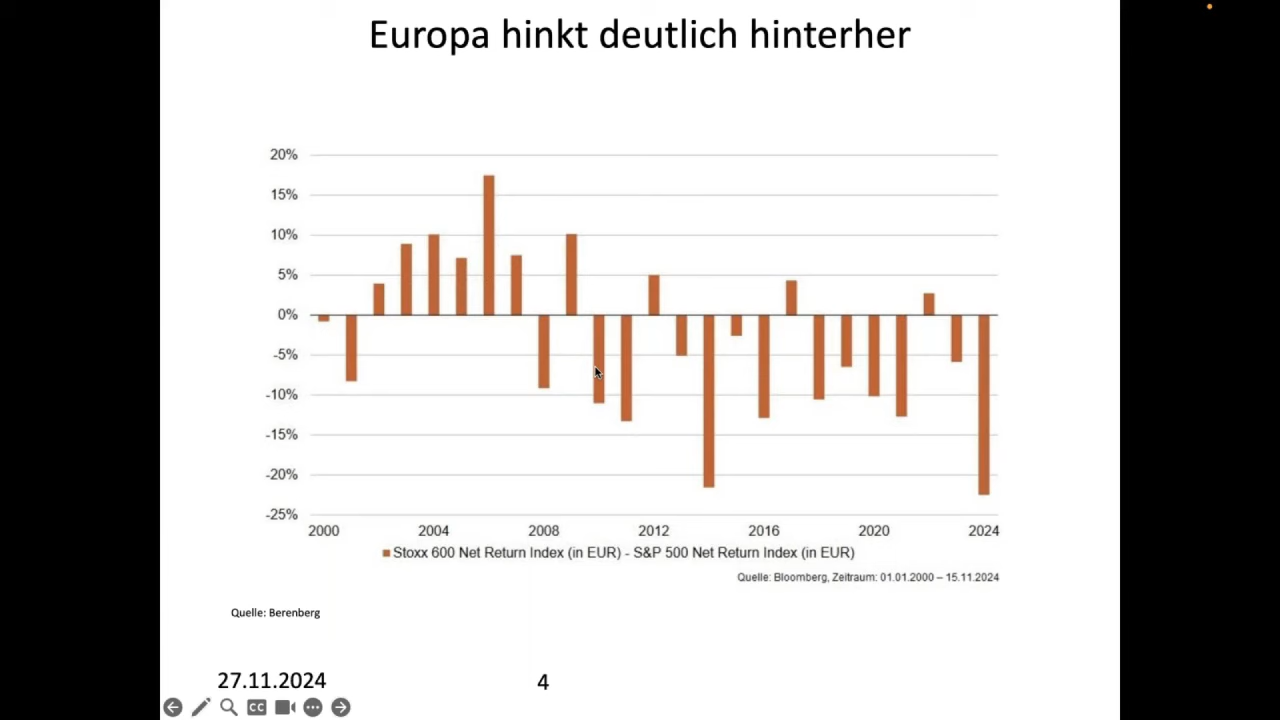 Europa hinkt deutlich hinterher
20%
15%
10%
5%
0%
-5%
-10%
-15%
-20%
-25%
2000 2004 2008 2012 2016 2020 2024
Stoxx 600 Net Return Index (in EUR) - S&P 500 Net Return Index (in EUR)
Quelle: Bloomberg, Zeitraum: 01.01.2000 – 15.11.2024
Quelle: Berenberg
27.11.2024 4
CC